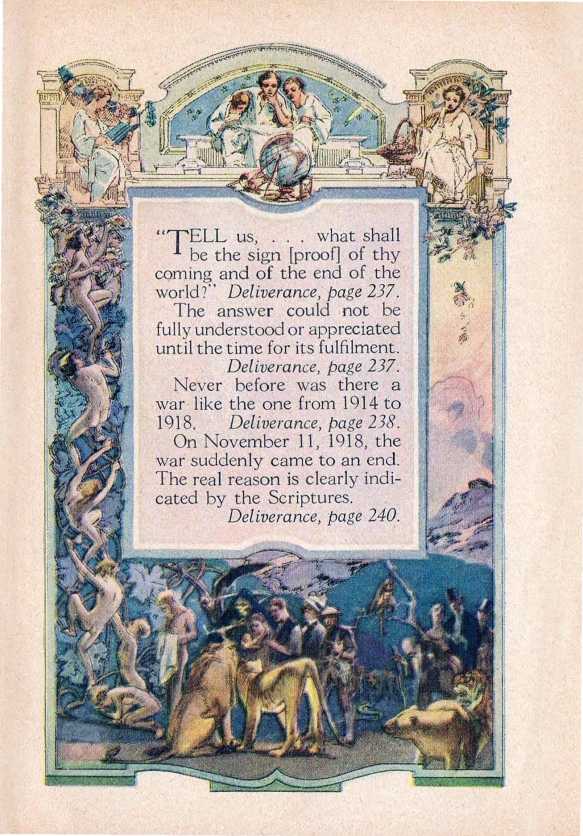 "TELL us, . . . what shall
be the sign [proof] of thy
coming and of the end of the
world?" Deliverance, page 237.
The answer could not be
fully understood or appreciated
until the time for its fulfilment.
Deliverance, page 237.
Never before was there a
war like the one from 1914 to
1918. Deliverance, page 238.
On November 11, 1918, the
war suddenly came to an end.
The real reason is clearly indi-
cated by the Scriptures.
Deliverance, page 240.